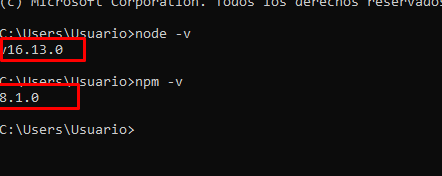 (c) Microsoft Corporation. Todos los derechos reservados
C:\Users\Usuario>node -v
v16.13.0
C:\Users\Usuario>npm -v
8.1.0
C:\Users\Usuario>